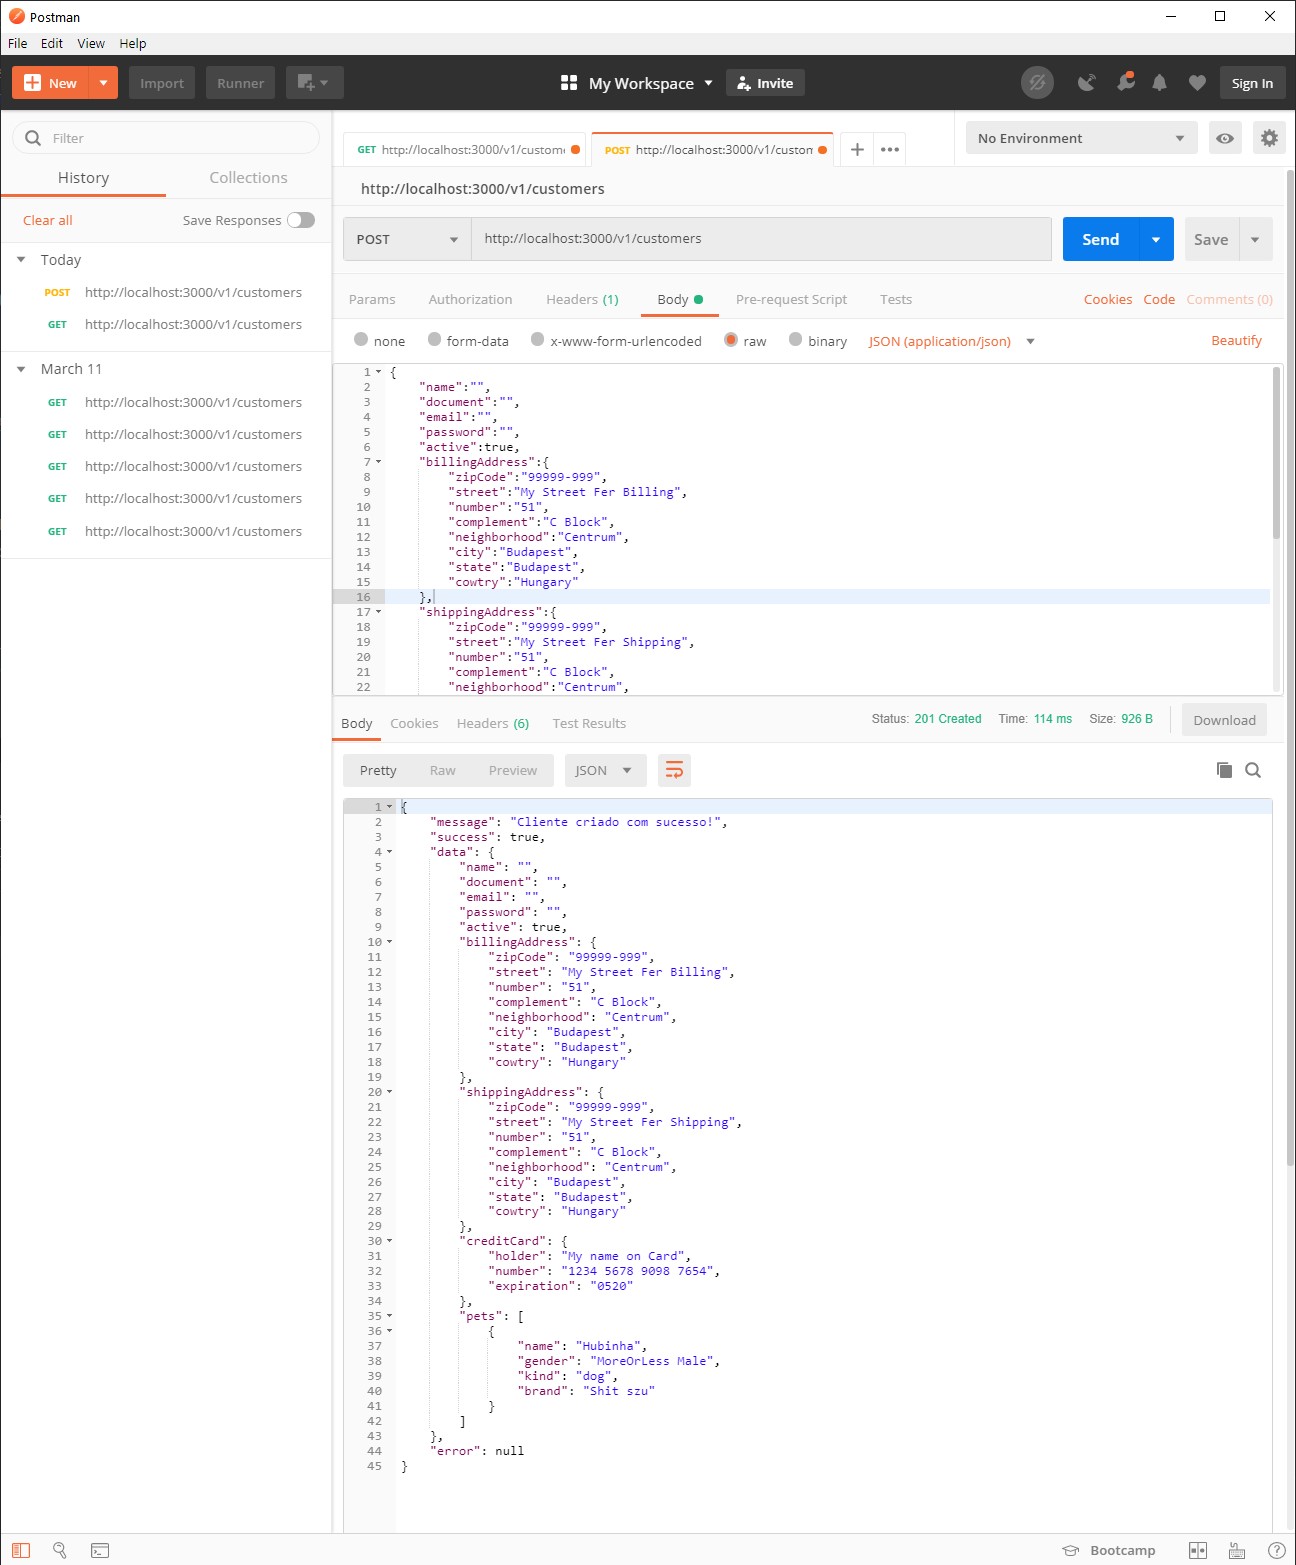 Postman
File Edit View Help
New Import Runner My Workspace Invite Sign In
Filter
History Collections
Clear all Save Responses
Today
POST http://localhost:3000/v1/customers
GET http://localhost:3000/v1/customers
March 11
GET http://localhost:3000/v1/customers
GET http://localhost:3000/v1/customers
GET http://localhost:3000/v1/customers
GET http://localhost:3000/v1/customers
GET http://localhost:3000/v1/customers
GET http://localhost:3000/v1/custome POST http://localhost:3000/v1/custom + ••• No Environment
http://localhost:3000/v1/customers
POST http://localhost:3000/v1/customers Send Save
Params Authorization Headers (1) Body Pre-request Script Tests Cookies Code Comments (0)
none form-data x-www-form-urlencoded raw binary JSON (application/json) Beautify
1 {
2 "name":"",
3 "document":"",
4 "email":"",
5 "password":"",
6 "active":true,
7 "billingAddress":{
8 "zipCode":"99999-999",
9 "street":"My Street Fer Billing",
10 "number":"51",
11 "complement":"C Block",
12 "neighborhood":"Centrum",
13 "city":"Budapest",
14 "state":"Budapest",
15 "cowtry":"Hungary"
16 },
17 "shippingAddress":{
18 "zipCode":"99999-999",
19 "street":"My Street Fer Shipping",
20 "number":"51",
21 "complement":"C Block",
22 "neighborhood":"Centrum",
Body Cookies Headers (6) Test Results Status: 201 Created Time: 114 ms Size: 926 B Download
Pretty Raw Preview JSON
1 {
2 "message": "Cliente criado com sucesso!",
3 "success": true,
4 "data": {
5 "name": "",
6 "document": "",
7 "email": "",
8 "password": "",
9 "active": true,
10 "billingAddress": {
11 "zipCode": "99999-999",
12 "street": "My Street Fer Billing",
13 "number": "51",
14 "complement": "C Block",
15 "neighborhood": "Centrum",
16 "city": "Budapest",
17 "state": "Budapest",
18 "cowtry": "Hungary"
19 },
20 "shippingAddress": {
21 "zipCode": "99999-999",
22 "street": "My Street Fer Shipping",
23 "number": "51",
24 "complement": "C Block",
25 "neighborhood": "Centrum",
26 "city": "Budapest",
27 "state": "Budapest",
28 "cowtry": "Hungary"
29 },
30 "creditCard": {
31 "holder": "My name on Card",
32 "number": "1234 5678 9098 7654",
33 "expiration": "0520"
34 },
35 "pets": [
36 {
37 "name": "Hubinha",
38 "gender": "MoreOrLess Male",
39 "kind": "dog",
40 "brand": "Shit szu"
41 }
42 ]
43 },
44 "error": null
45 }
Bootcamp